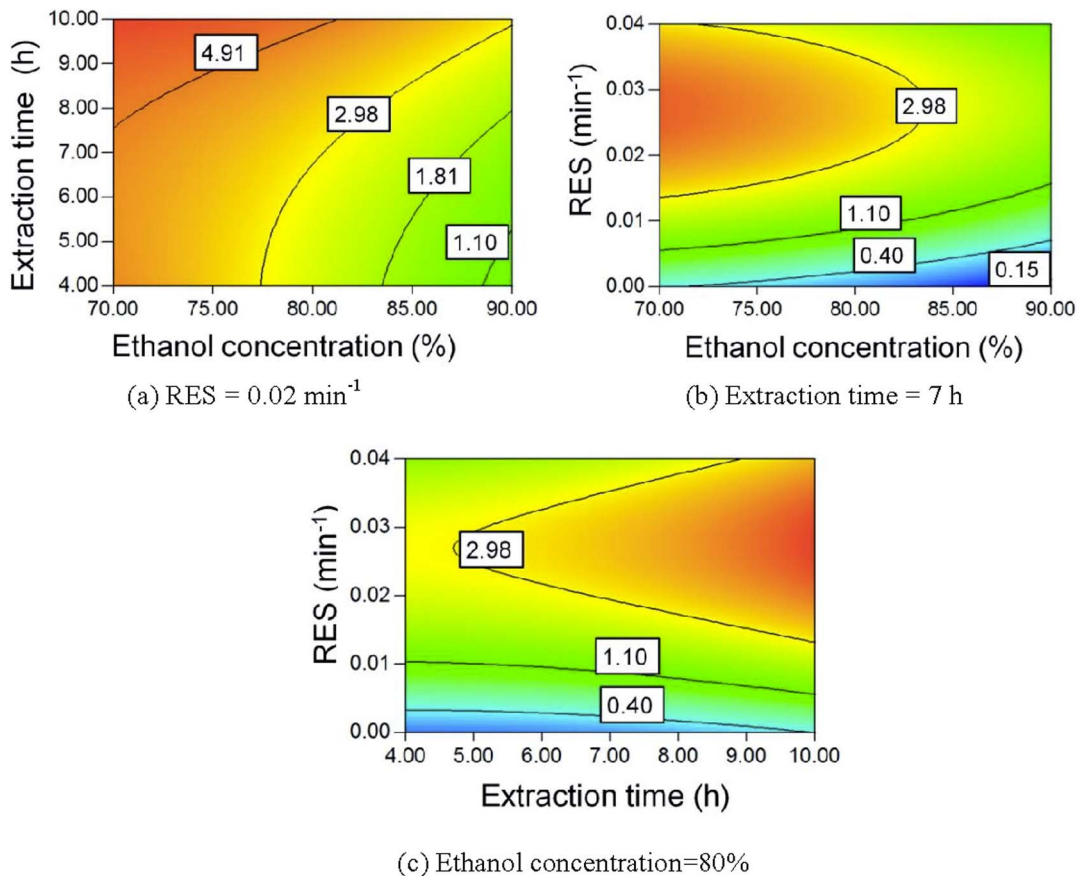 10.00
9.00
8.00
7.00
6.00
5.00
4.00
Extraction time (h)
4.91
2.98
1.81
1.10
70.00 75.00 80.00 85.00 90.00
Ethanol concentration (%)
(a) RES = 0.02 min⁻¹
0.04
0.03
0.02
0.01
0.00
RES (min⁻¹)
2.98
1.10
0.40
0.15
70.00 75.00 80.00 85.00 90.00
Ethanol concentration (%)
(b) Extraction time = 7 h
0.04
0.03
0.02
0.01
0.00
RES (min⁻¹)
2.98
1.10
0.40
4.00 5.00 6.00 7.00 8.00 9.00 10.00
Extraction time (h)
(c) Ethanol concentration=80%